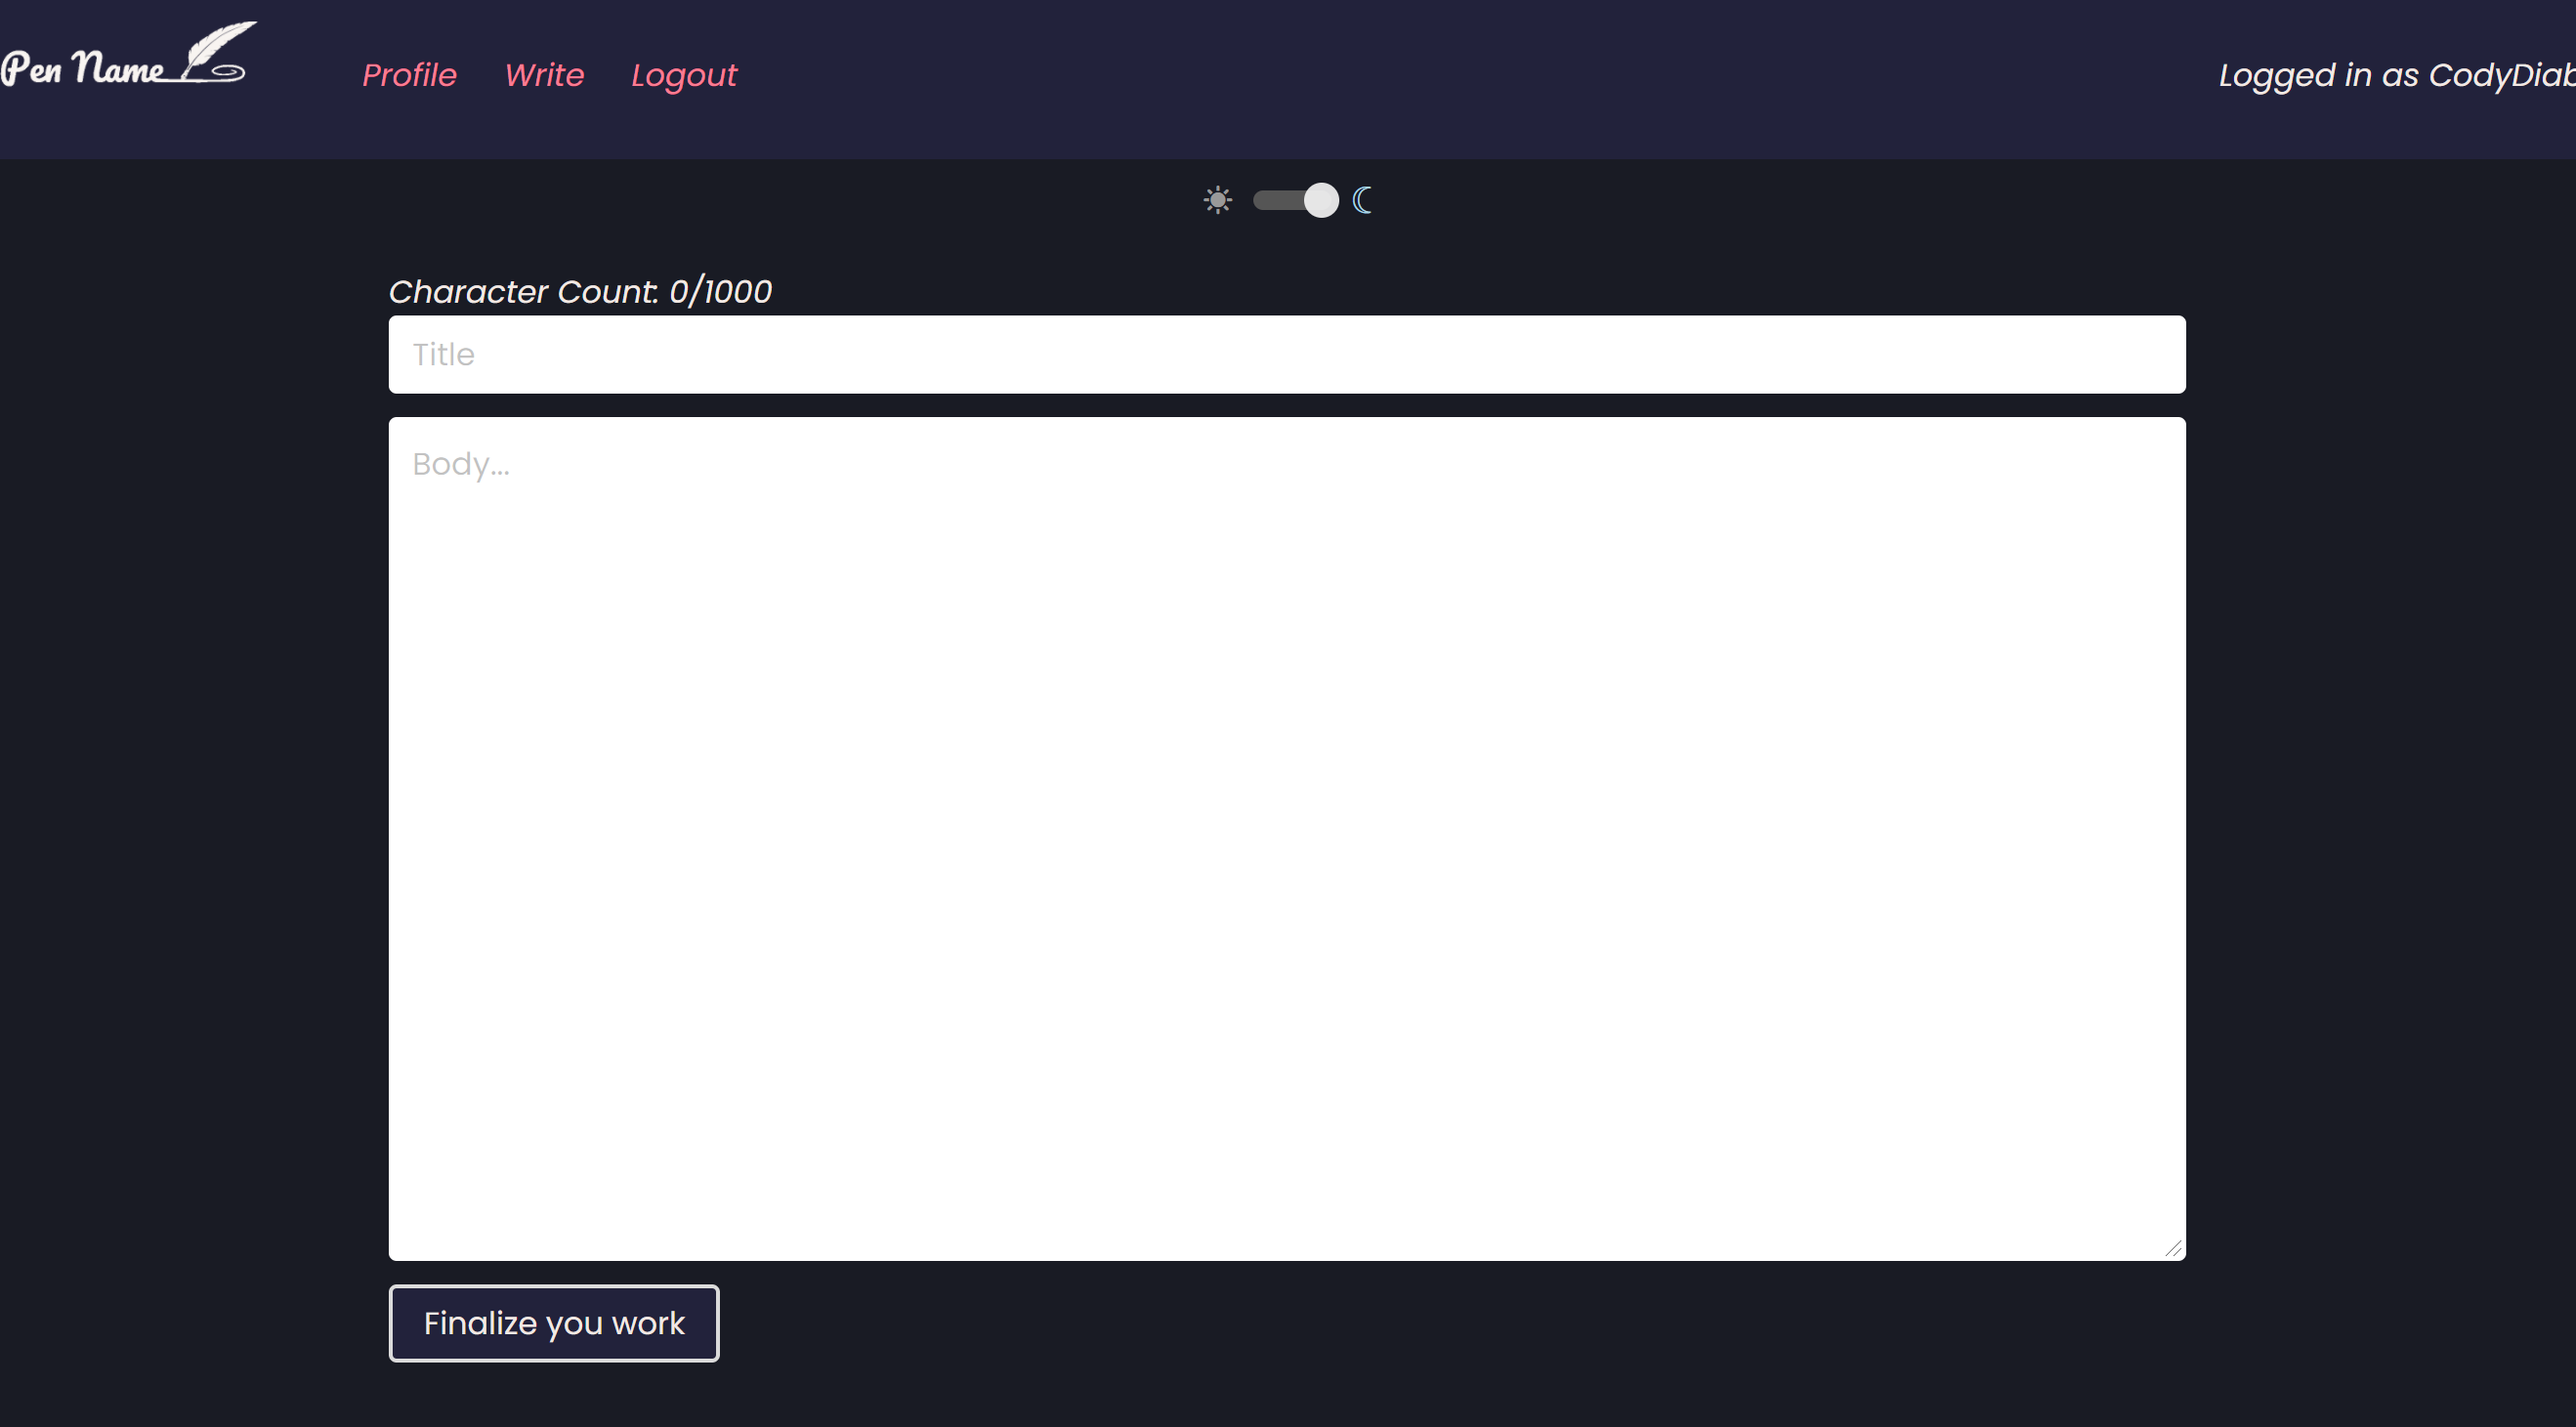 Pen Name
Profile Write Logout
Logged in as CodyDiab
Character Count: 0/1000
Title
Body...
Finalize you work